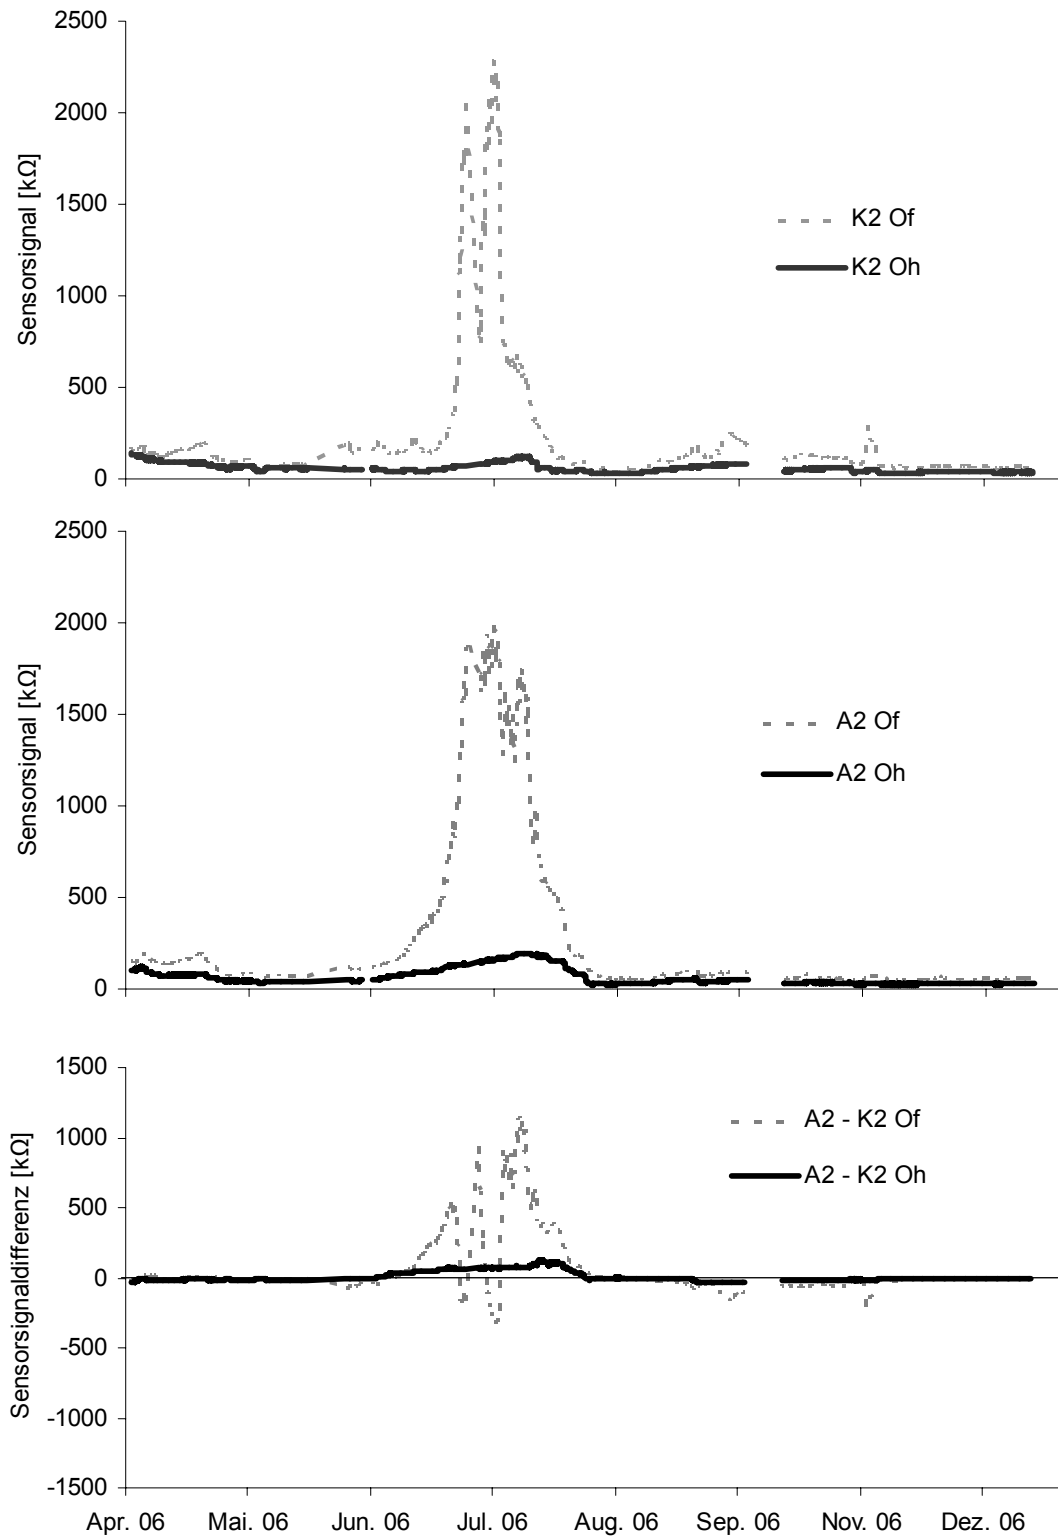 2500
2000
1500
1000
500
0
Sensorsignal [kΩ]
K2 Of
K2 Oh
2500
2000
1500
1000
500
0
Sensorsignal [kΩ]
A2 Of
A2 Oh
1500
1000
500
0
-500
-1000
-1500
Sensorsignaldifferenz [kΩ]
A2 - K2 Of
A2 - K2 Oh
Apr. 06 Mai. 06 Jun. 06 Jul. 06 Aug. 06 Sep. 06 Nov. 06 Dez. 06